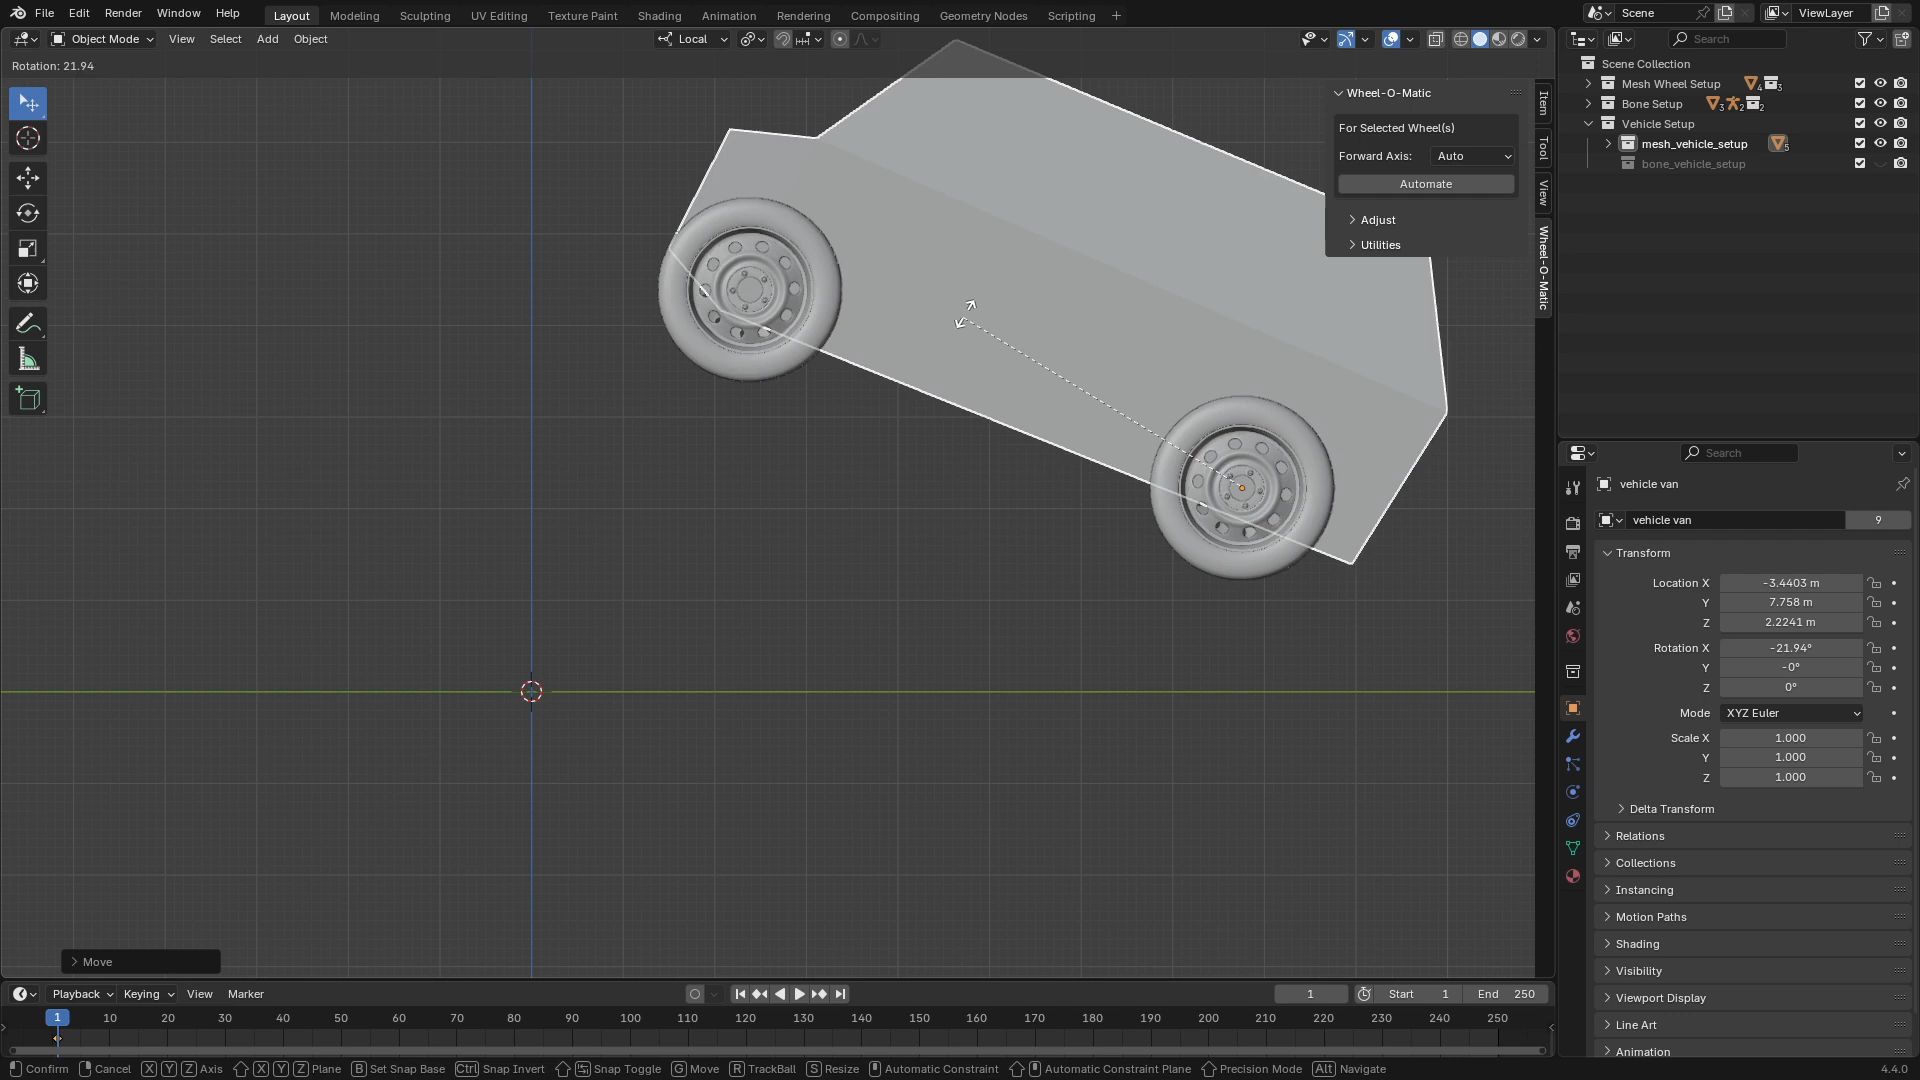 File Edit Render Window Help Layout Modeling Sculpting UV Editing Texture Paint Shading Animation Rendering Compositing Geometry Nodes Scripting Scene ViewLayer
Object Mode View Select Add Object Local Search
Rotation: 21.94
Scene Collection
Mesh Wheel Setup 4 3
Bone Setup 3 2 2
Vehicle Setup
mesh_vehicle_setup 5
bone_vehicle_setup
Wheel-O-Matic
For Selected Wheel(s)
Forward Axis: Auto
Automate
Adjust
Utilities
Item
Tool
View
Wheel-O-Matic
Search
vehicle van
vehicle van 9
Transform
Location X -3.4403 m
Y 7.758 m
Z 2.2241 m
Rotation X -21.94°
Y -0°
Z 0°
Mode XYZ Euler
Scale X 1.000
Y 1.000
Z 1.000
Delta Transform
Relations
Collections
Instancing
Motion Paths
Shading
Visibility
Viewport Display
Line Art
Animation
Move
Playback Keying View Marker 1 Start 1 End 250
1 10 20 30 40 50 60 70 80 90 100 110 120 130 140 150 160 170 180 190 200 210 220 230 240 250
Confirm Cancel X Y Z Axis X Y Z Plane B Set Snap Base Ctrl Snap Invert Snap Toggle G Move R TrackBall S Resize Automatic Constraint Automatic Constraint Plane Precision Mode Alt Navigate 4.4.0